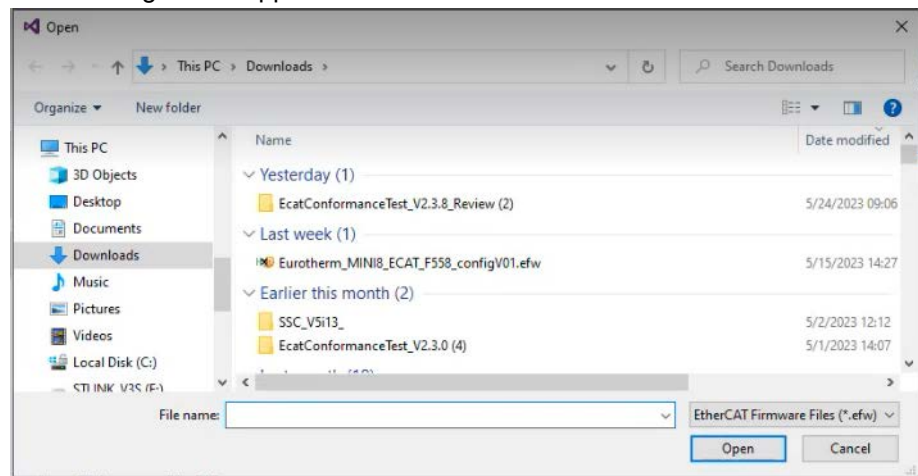 Open
This PC > Downloads >
Search Downloads
Organize
New folder
Name
Date modified
This PC
3D Objects
Desktop
Documents
Downloads
Music
Pictures
Videos
Local Disk (C:)
STLINK_V3S (F:)
Yesterday (1)
EcatConformanceTest_V2.3.8_Review (2)
5/24/2023 09:06
Last week (1)
Eurotherm_MINI8_ECAT_F558_configV01.efw
5/15/2023 14:27
Earlier this month (2)
SSC_V5i13_
5/2/2023 12:12
EcatConformanceTest_V2.3.0 (4)
5/1/2023 14:07
File name:
EtherCAT Firmware Files (*.efw)
Open
Cancel